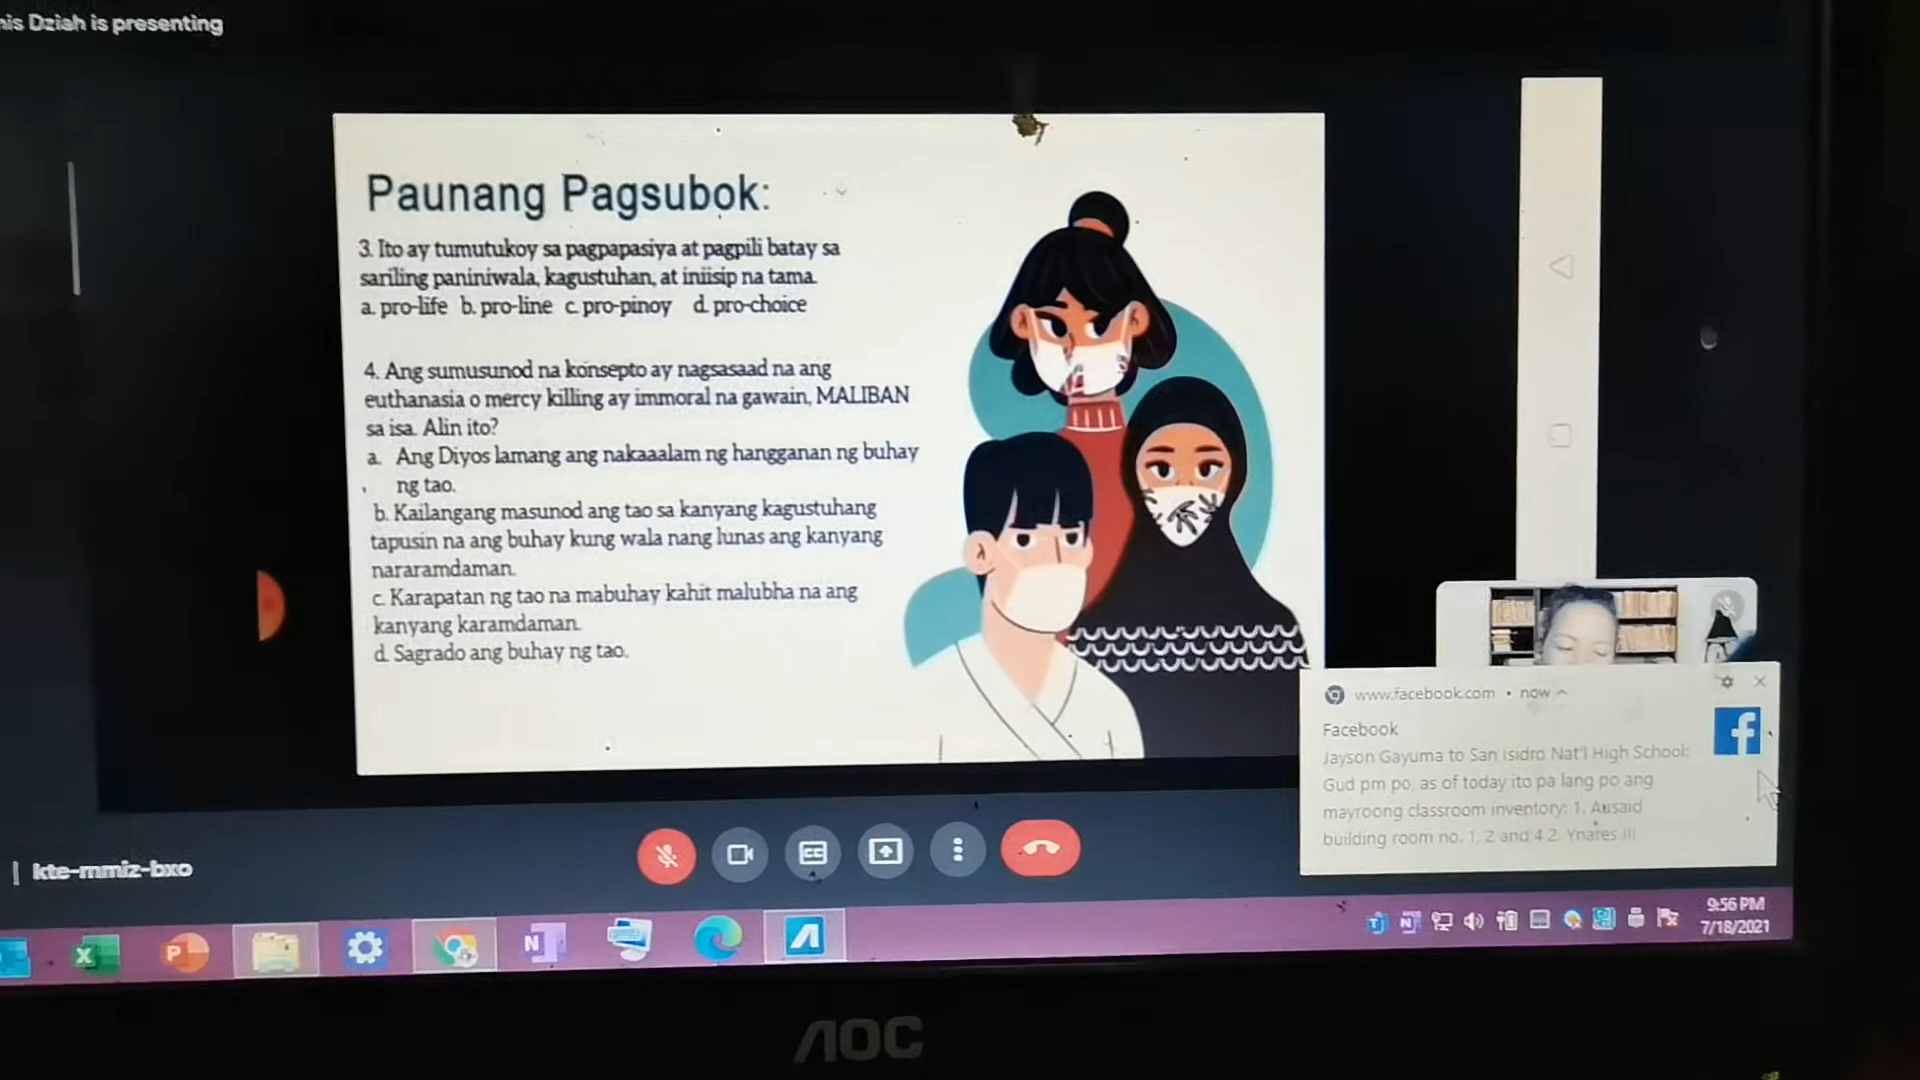 Dziah is presenting
Paunang Pagsubok:
3. Ito ay tumutukoy sa pagpapasiya at pagpili batay sa
sariling paniniwala, kagustuhan, at iniisip na tama.
a. pro-life b. pro-line c. pro-pinoy d. pro-choice
4. Ang sumusunod na konsepto ay nagsasaad na ang
euthanasia o mercy killing ay immoral na gawain, MALIBAN
sa isa. Alin ito?
a. Ang Diyos lamang ang nakaaalam ng hangganan ng buhay
ng tao.
b. Kailangang masunod ang tao sa kanyang kagustuhang
tapusin na ang buhay kung wala nang lunas ang kanyang
nararamdaman.
c. Karapatan ng tao na mabuhay kahit malubha na ang
kanyang karamdaman.
d. Sagrado ang buhay ng tao.
www.facebook.com • now
Facebook
Jayson Gayuma to San Isidro Nat'l High School:
Gud pm po, as of today ito pa lang po ang
mayroong classroom inventory: 1. Ausaid
building room no. 1, 2 and 4 2. Ynares III
CC
| kte-mmiz-bxo
9:56 PM
7/18/2021
AOC